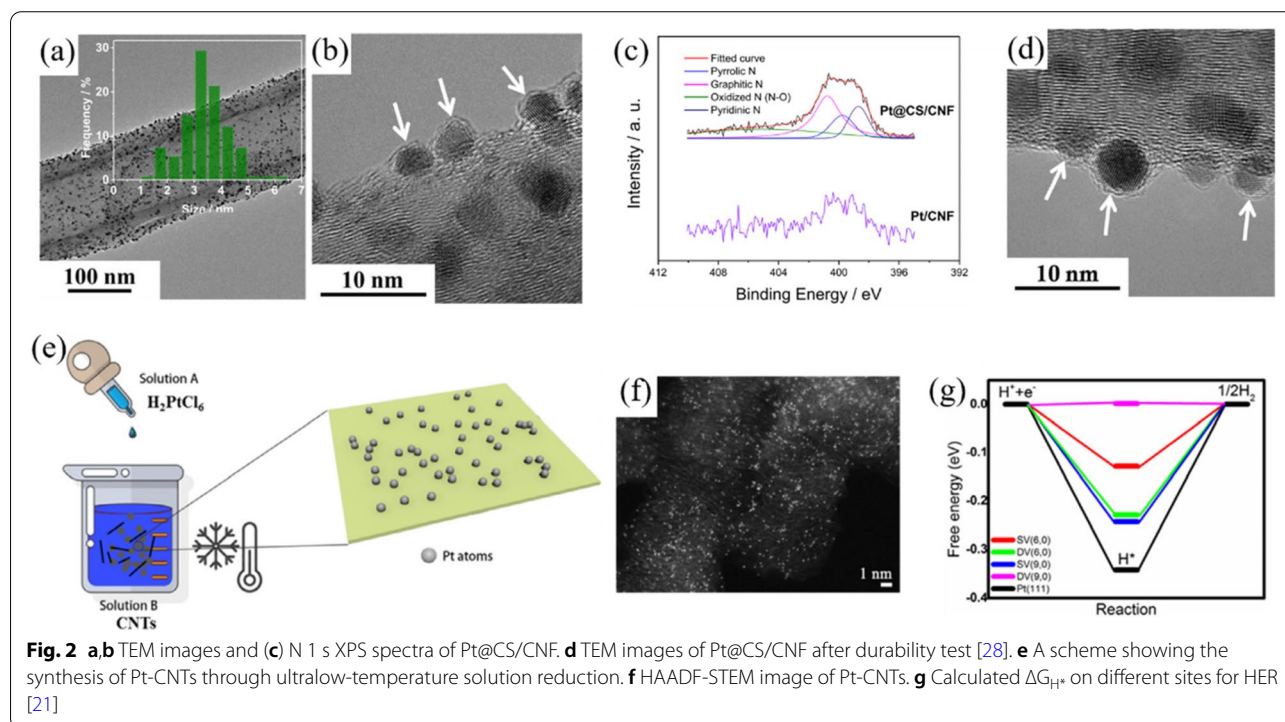 (a)
30
20
10
0
Frequency / %
0 1 2 3 4 5 6 7
Size / nm
100 nm
(b)
10 nm
(c)
Fitted curve
Pyrrolic N
Graphitic N
Oxidized N (N-O)
Pyridinic N
Pt@CS/CNF
Pt/CNF
Intensity / a. u.
412 408 404 400 396 392
Binding Energy / eV
(d)
10 nm
(e)
Solution A
H₂PtCl₆
Solution B
CNTs
Pt atoms
(f)
1 nm
(g)
H⁺+e⁻
1/2H₂
0.0
-0.1
-0.2
-0.3
-0.4
Free energy (eV)
SV(6,0)
DV(6,0)
SV(9,0)
DV(9,0)
Pt(111)
H*
Reaction
Fig. 2 a,b TEM images and (c) N 1 s XPS spectra of Pt@CS/CNF. d TEM images of Pt@CS/CNF after durability test [28]. e A scheme showing the
synthesis of Pt-CNTs through ultralow-temperature solution reduction. f HAADF-STEM image of Pt-CNTs. g Calculated ΔG_H* on different sites for HER
[21]